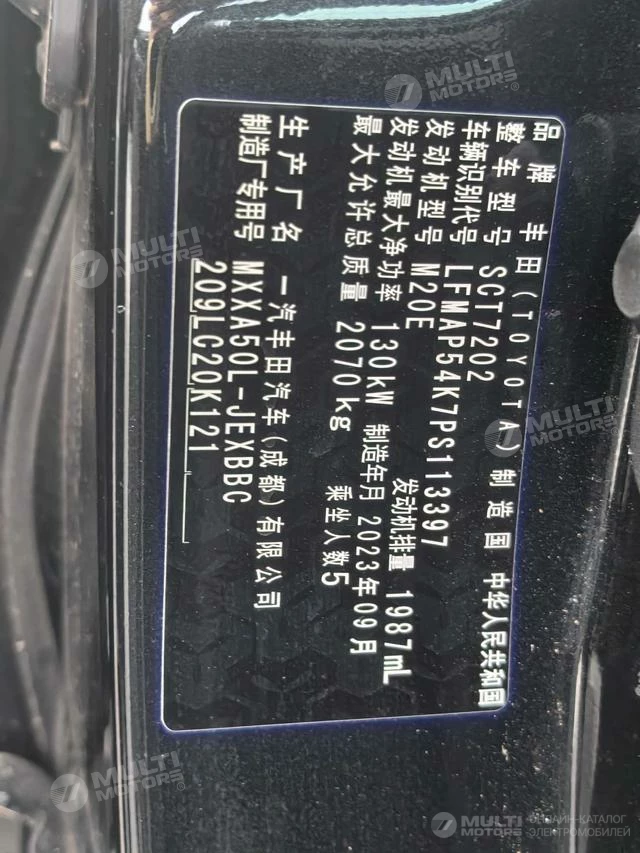 品牌 丰田(TOYOTA) 制造国 中华人民共和国
整车型号 SCT7202
车辆识别代号 LFMAP54K7PS113397
发动机型号 M20E 发动机排量 1987mL
发动机最大净功率 130kW 制造年月 2023年09月
最大允许总质量 2070kg 乘坐人数5
生产厂名 一汽丰田汽车(成都)有限公司
制造厂专用号 MXXA50L-JEXBBC
209LC20K121
MULTI MOTORS
MULTI MOTORS
MULTI MOTORS
MULTI MOTORS
MULTI MOTORS
MULTI MOTORS ОНЛАЙН-КАТАЛОГ
ЭЛЕКТРОМОБИЛЕЙ